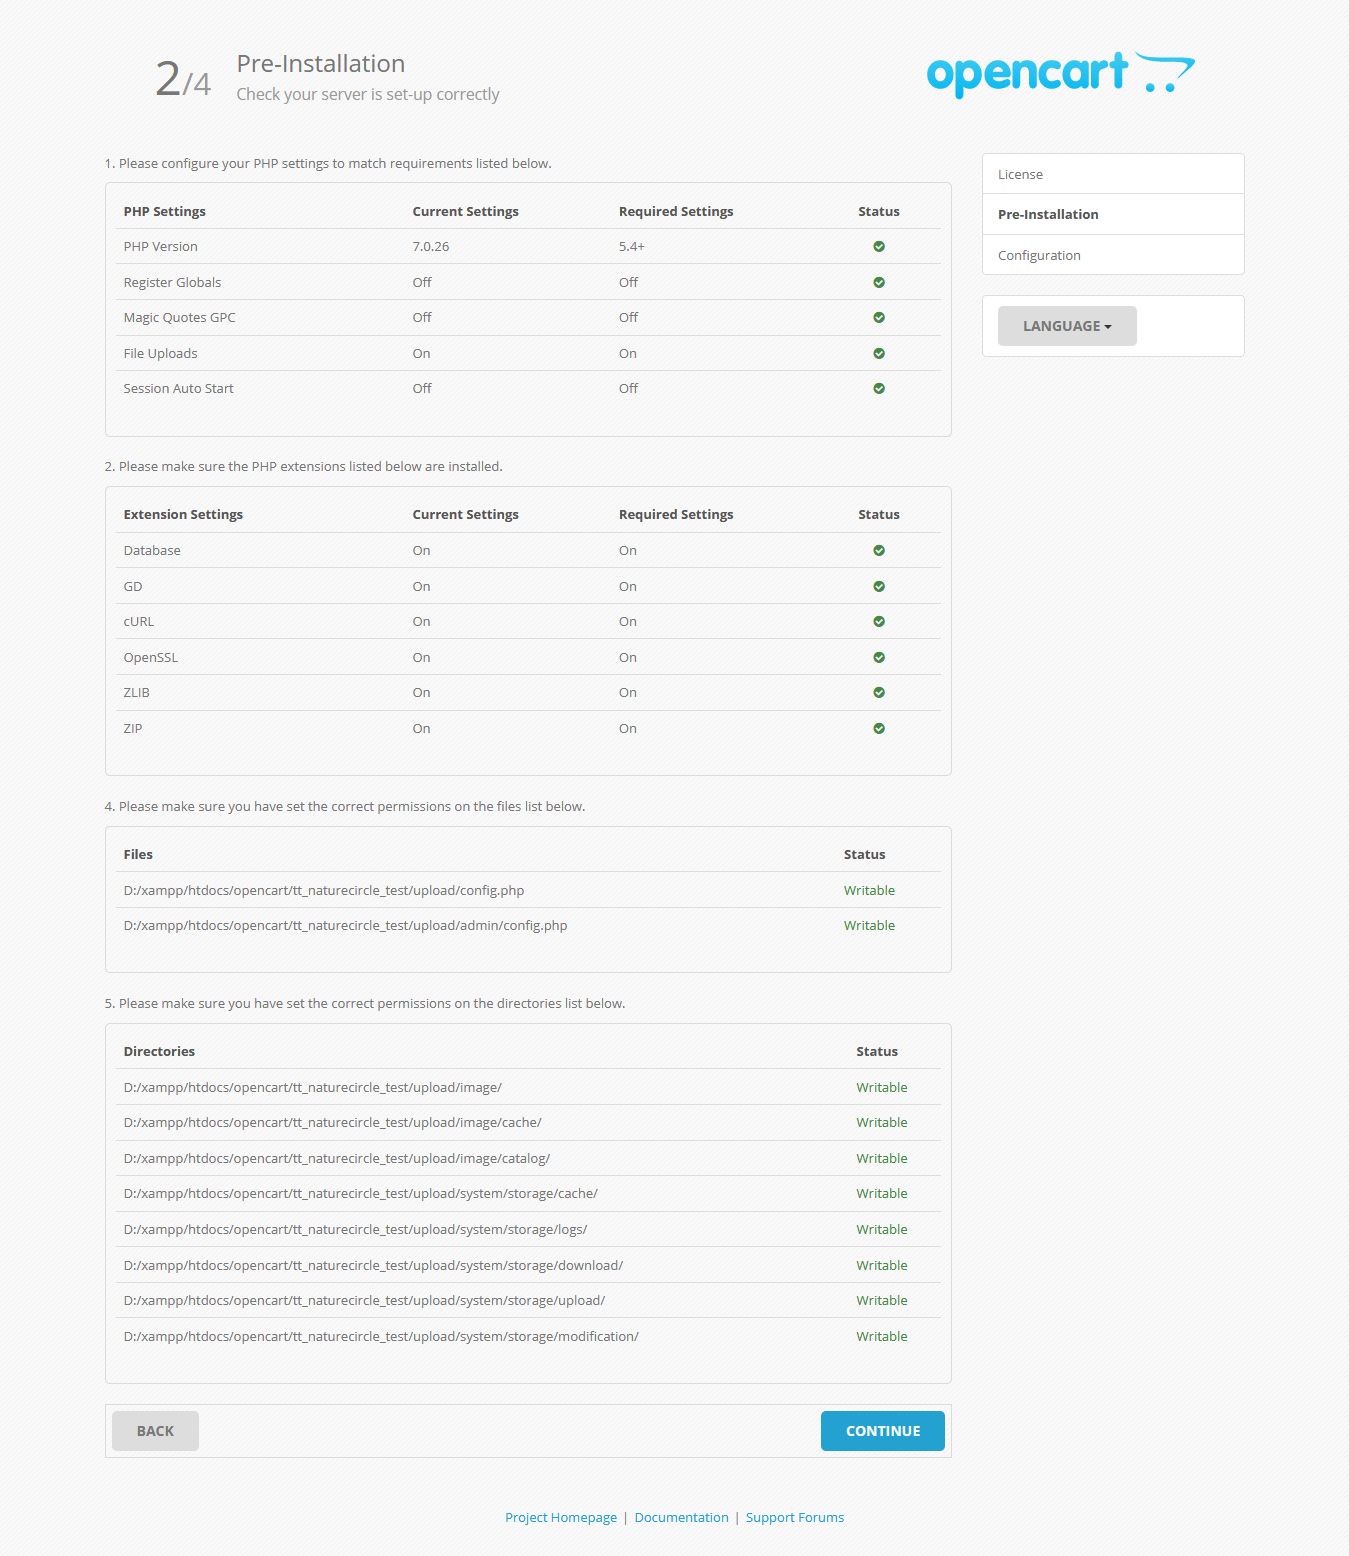 2/4
Pre-Installation
Check your server is set-up correctly
opencart
1. Please configure your PHP settings to match requirements listed below.
PHP Settings Current Settings Required Settings Status
PHP Version 7.0.26 5.4+
Register Globals Off Off
Magic Quotes GPC Off Off
File Uploads On On
Session Auto Start Off Off
2. Please make sure the PHP extensions listed below are installed.
Extension Settings Current Settings Required Settings Status
Database On On
GD On On
cURL On On
OpenSSL On On
ZLIB On On
ZIP On On
4. Please make sure you have set the correct permissions on the files list below.
Files Status
D:/xampp/htdocs/opencart/tt_naturecircle_test/upload/config.php Writable
D:/xampp/htdocs/opencart/tt_naturecircle_test/upload/admin/config.php Writable
5. Please make sure you have set the correct permissions on the directories list below.
Directories Status
D:/xampp/htdocs/opencart/tt_naturecircle_test/upload/image/ Writable
D:/xampp/htdocs/opencart/tt_naturecircle_test/upload/image/cache/ Writable
D:/xampp/htdocs/opencart/tt_naturecircle_test/upload/image/catalog/ Writable
D:/xampp/htdocs/opencart/tt_naturecircle_test/upload/system/storage/cache/ Writable
D:/xampp/htdocs/opencart/tt_naturecircle_test/upload/system/storage/logs/ Writable
D:/xampp/htdocs/opencart/tt_naturecircle_test/upload/system/storage/download/ Writable
D:/xampp/htdocs/opencart/tt_naturecircle_test/upload/system/storage/upload/ Writable
D:/xampp/htdocs/opencart/tt_naturecircle_test/upload/system/storage/modification/ Writable
BACK CONTINUE
License
Pre-Installation
Configuration
LANGUAGE
Project Homepage | Documentation | Support Forums